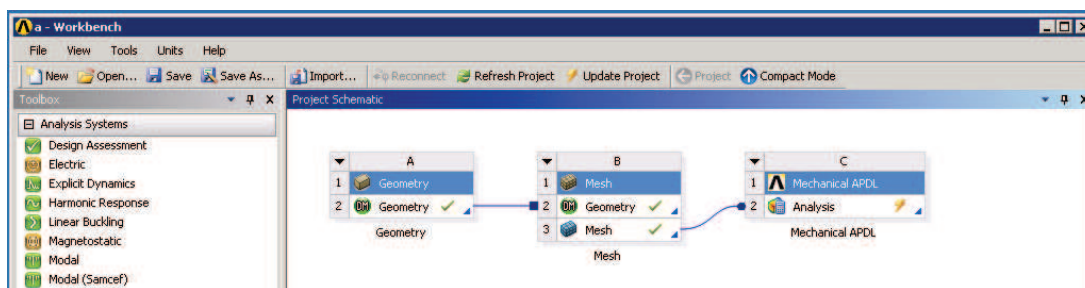 a - Workbench
File View Tools Units Help
New Open... Save Save As... Import... Reconnect Refresh Project Update Project Project Compact Mode
Toolbox Project Schematic
Analysis Systems
Design Assessment
Electric
Explicit Dynamics
Harmonic Response
Linear Buckling
Magnetostatic
Modal
Modal (Samcef)
A
1 Geometry
2 Geometry
Geometry
B
1 Mesh
2 Geometry
3 Mesh
Mesh
C
1 Mechanical APDL
2 Analysis
Mechanical APDL